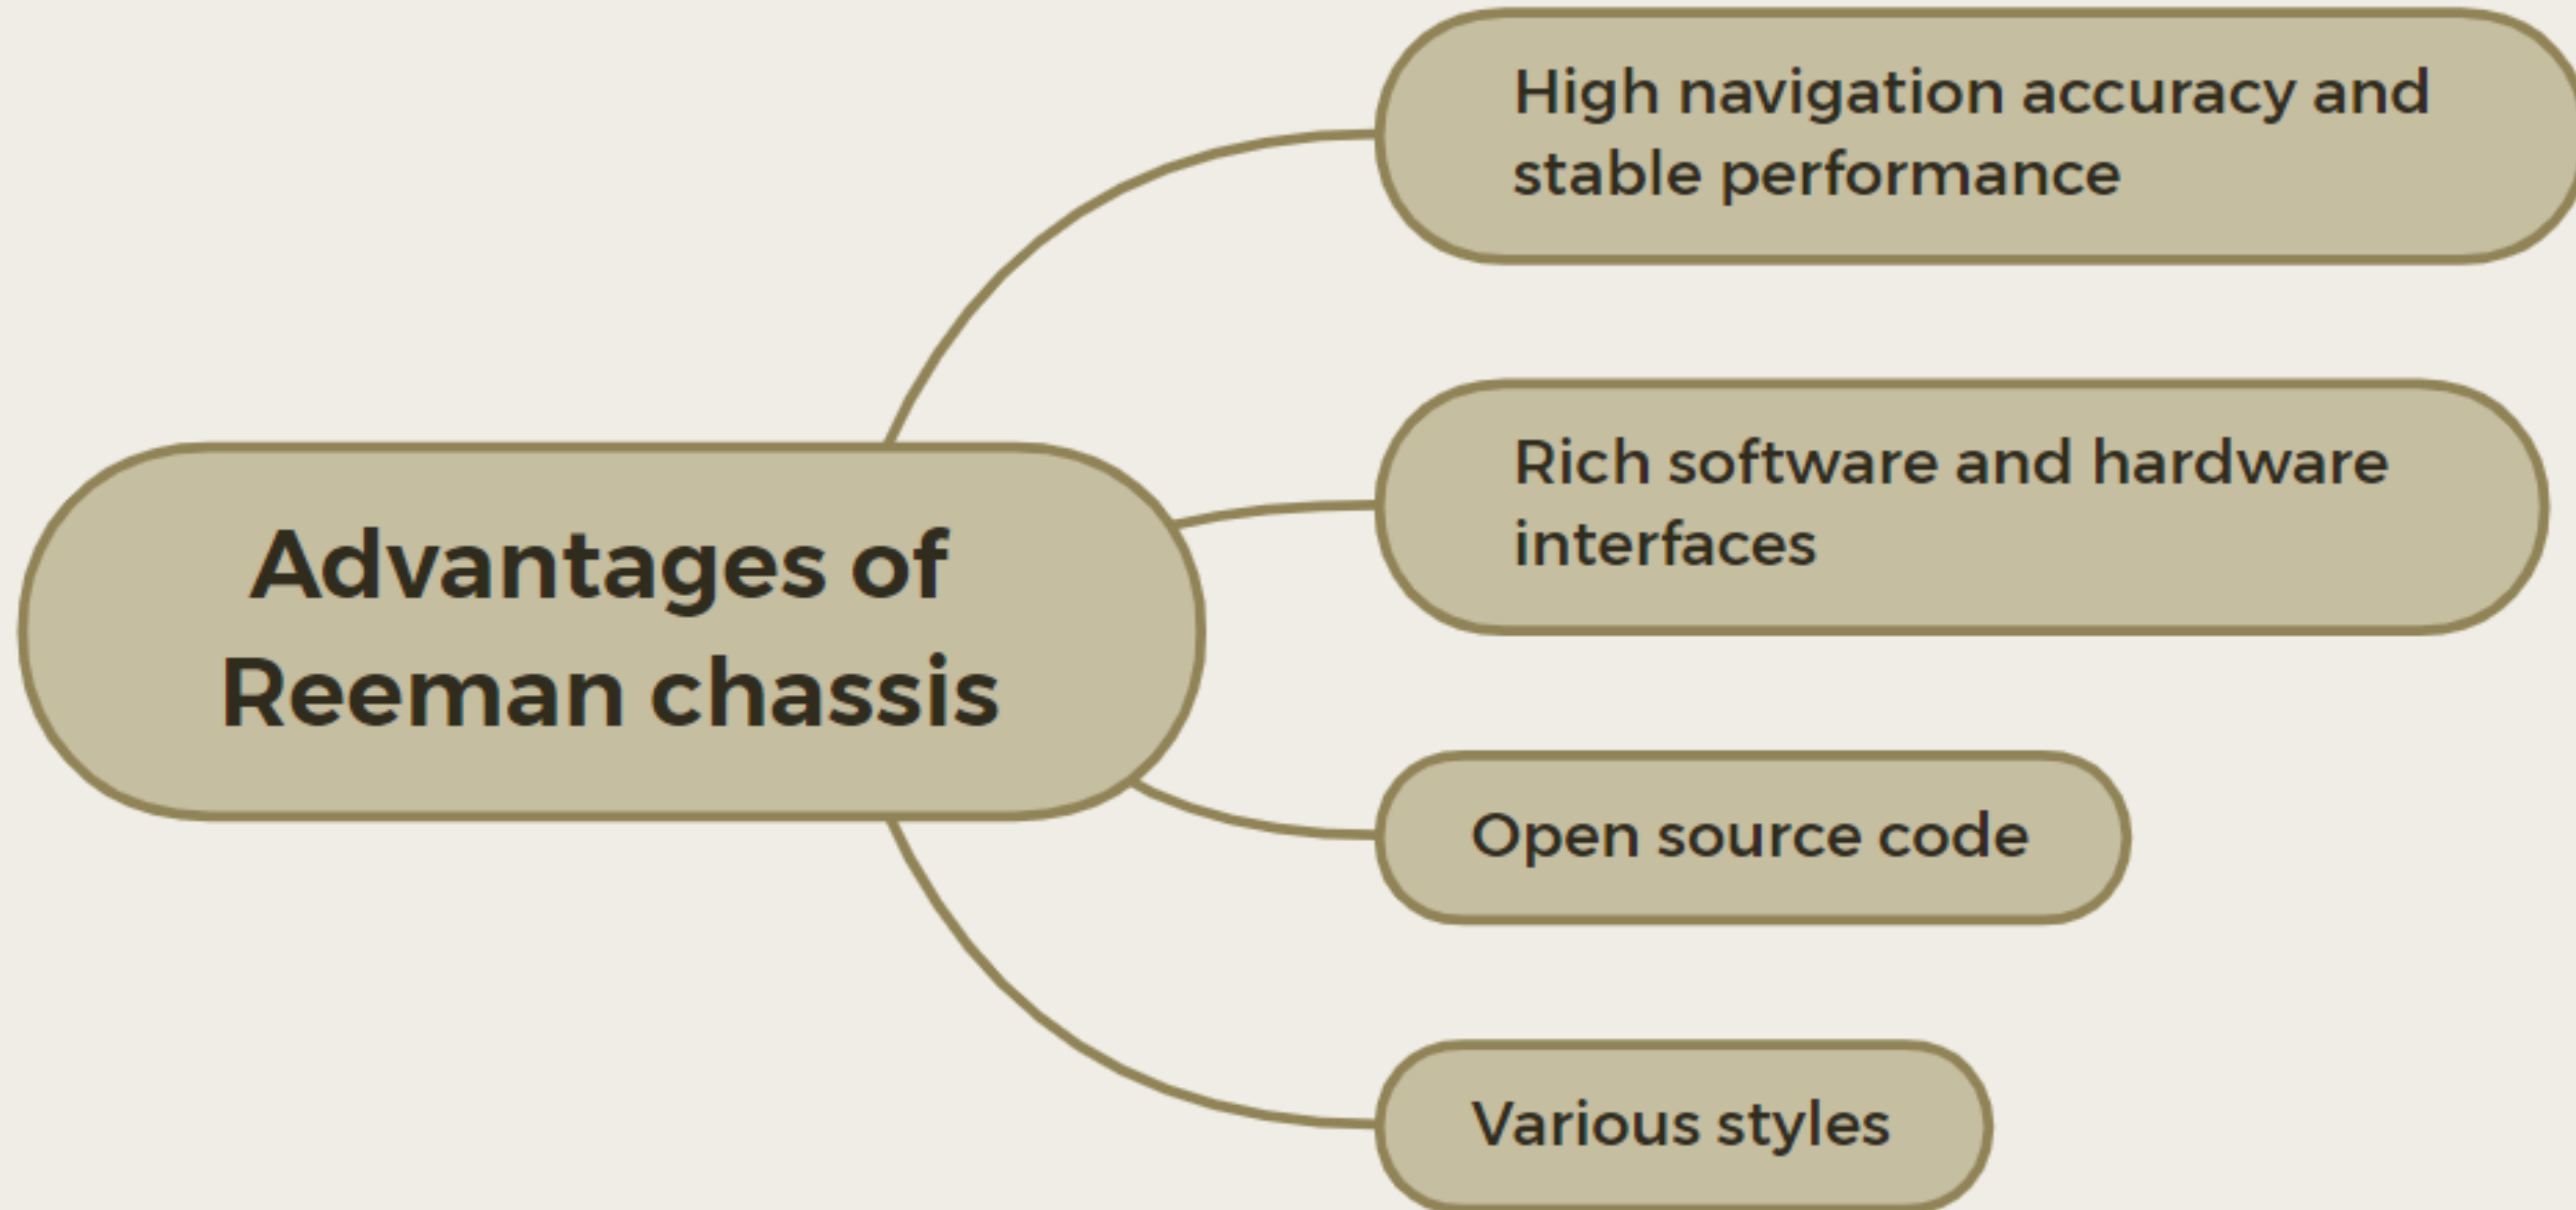 High navigation accuracy and
stable performance
Rich software and hardware
interfaces
Advantages of
Reeman chassis
Open source code
Various styles